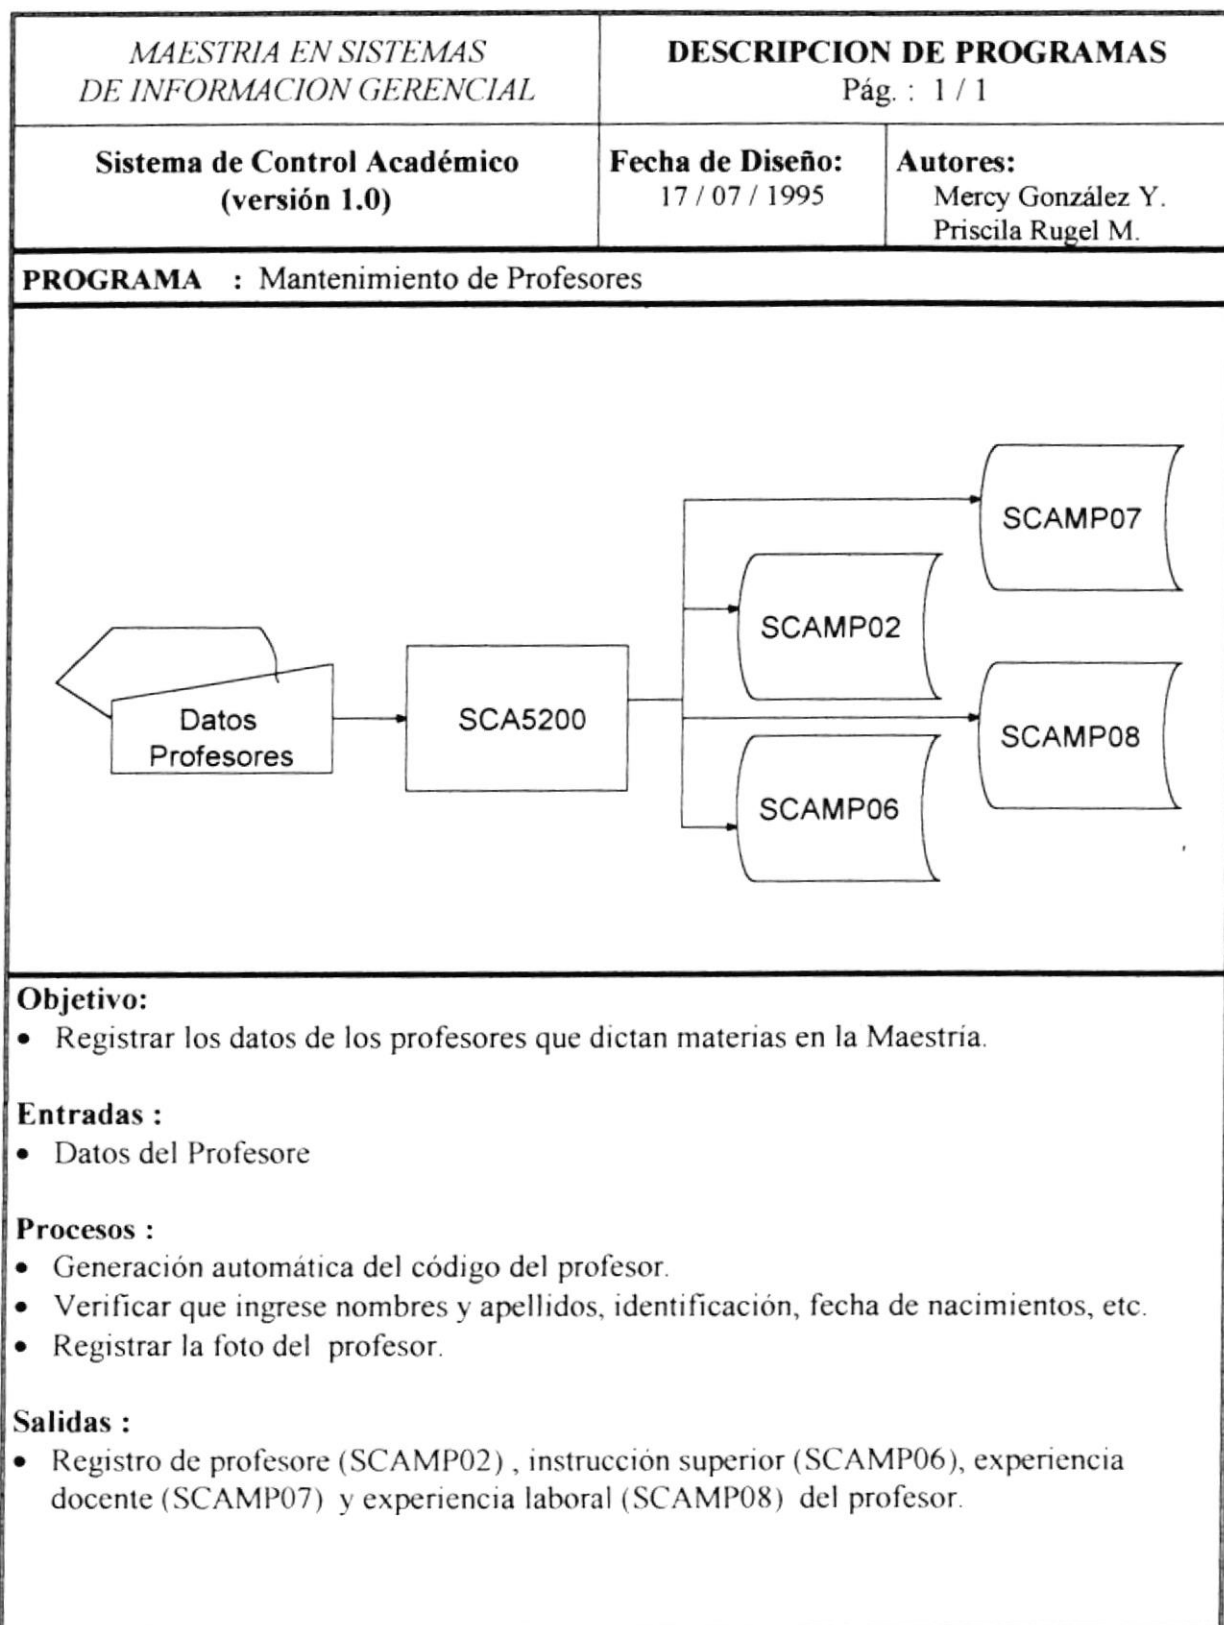 MAESTRIA EN SISTEMAS
DE INFORMACION GERENCIAL
DESCRIPCION DE PROGRAMAS
Pág. : 1 / 1
Sistema de Control Académico
(versión 1.0)
Fecha de Diseño:
17 / 07 / 1995
Autores:
Mercy González Y.
Priscila Rugel M.
PROGRAMA : Mantenimiento de Profesores
SCAMP07
SCAMP02
Datos
Profesores
SCA5200
SCAMP08
SCAMP06
Objetivo:
• Registrar los datos de los profesores que dictan materias en la Maestría.
Entradas :
• Datos del Profesore
Procesos :
• Generación automática del código del profesor.
• Verificar que ingrese nombres y apellidos, identificación, fecha de nacimientos, etc.
• Registrar la foto del profesor.
Salidas :
• Registro de profesore (SCAMP02) , instrucción superior (SCAMP06), experiencia
docente (SCAMP07) y experiencia laboral (SCAMP08) del profesor.